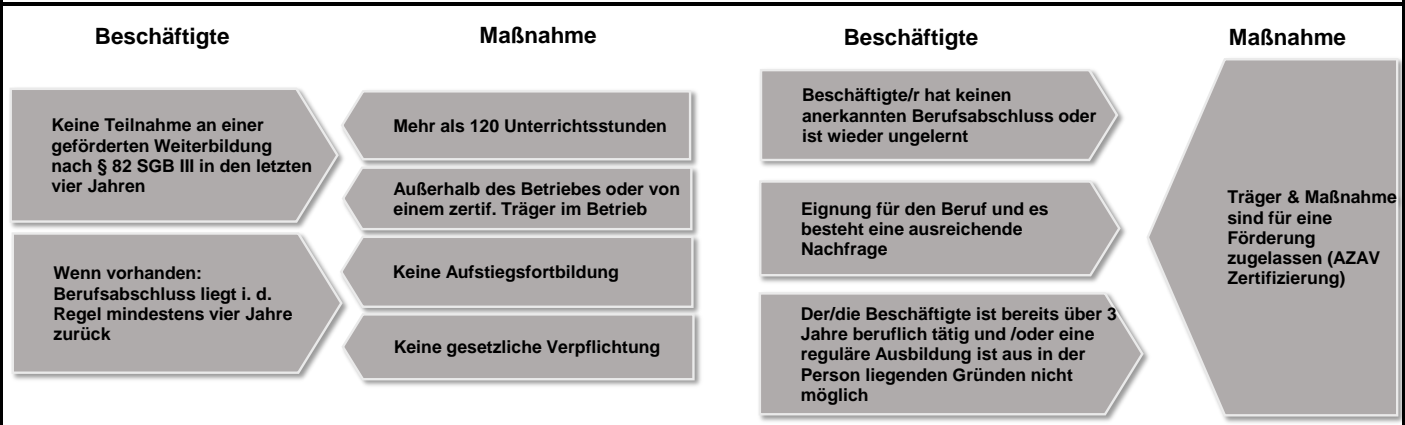 Beschäftigte
Maßnahme
Keine Teilnahme an einer
geförderten Weiterbildung
nach § 82 SGB III in den letzten
vier Jahren
Wenn vorhanden:
Berufsabschluss liegt i. d.
Regel mindestens vier Jahre
zurück
Mehr als 120 Unterrichtsstunden
Außerhalb des Betriebes oder von
einem zertif. Träger im Betrieb
Keine Aufstiegsfortbildung
Keine gesetzliche Verpflichtung
Beschäftigte
Maßnahme
Beschäftigte/r hat keinen
anerkannten Berufsabschluss oder
ist wieder ungelernt
Eignung für den Beruf und es
besteht eine ausreichende
Nachfrage
Der/die Beschäftigte ist bereits über 3
Jahre beruflich tätig und /oder eine
reguläre Ausbildung ist aus in der
Person liegenden Gründen nicht
möglich
Träger & Maßnahme
sind für eine
Förderung
zugelassen (AZAV
Zertifizierung)